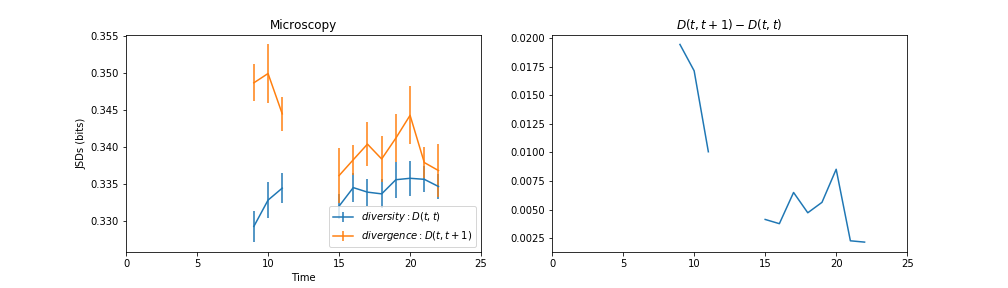 Microscopy
JSDs (bits)
0.355
0.350
0.345
0.340
0.335
0.330
0 5 10 15 20 25
Time
diversity: D(t, t)
divergence: D(t, t + 1)
D(t, t + 1) − D(t, t)
0.0200
0.0175
0.0150
0.0125
0.0100
0.0075
0.0050
0.0025
0 5 10 15 20 25